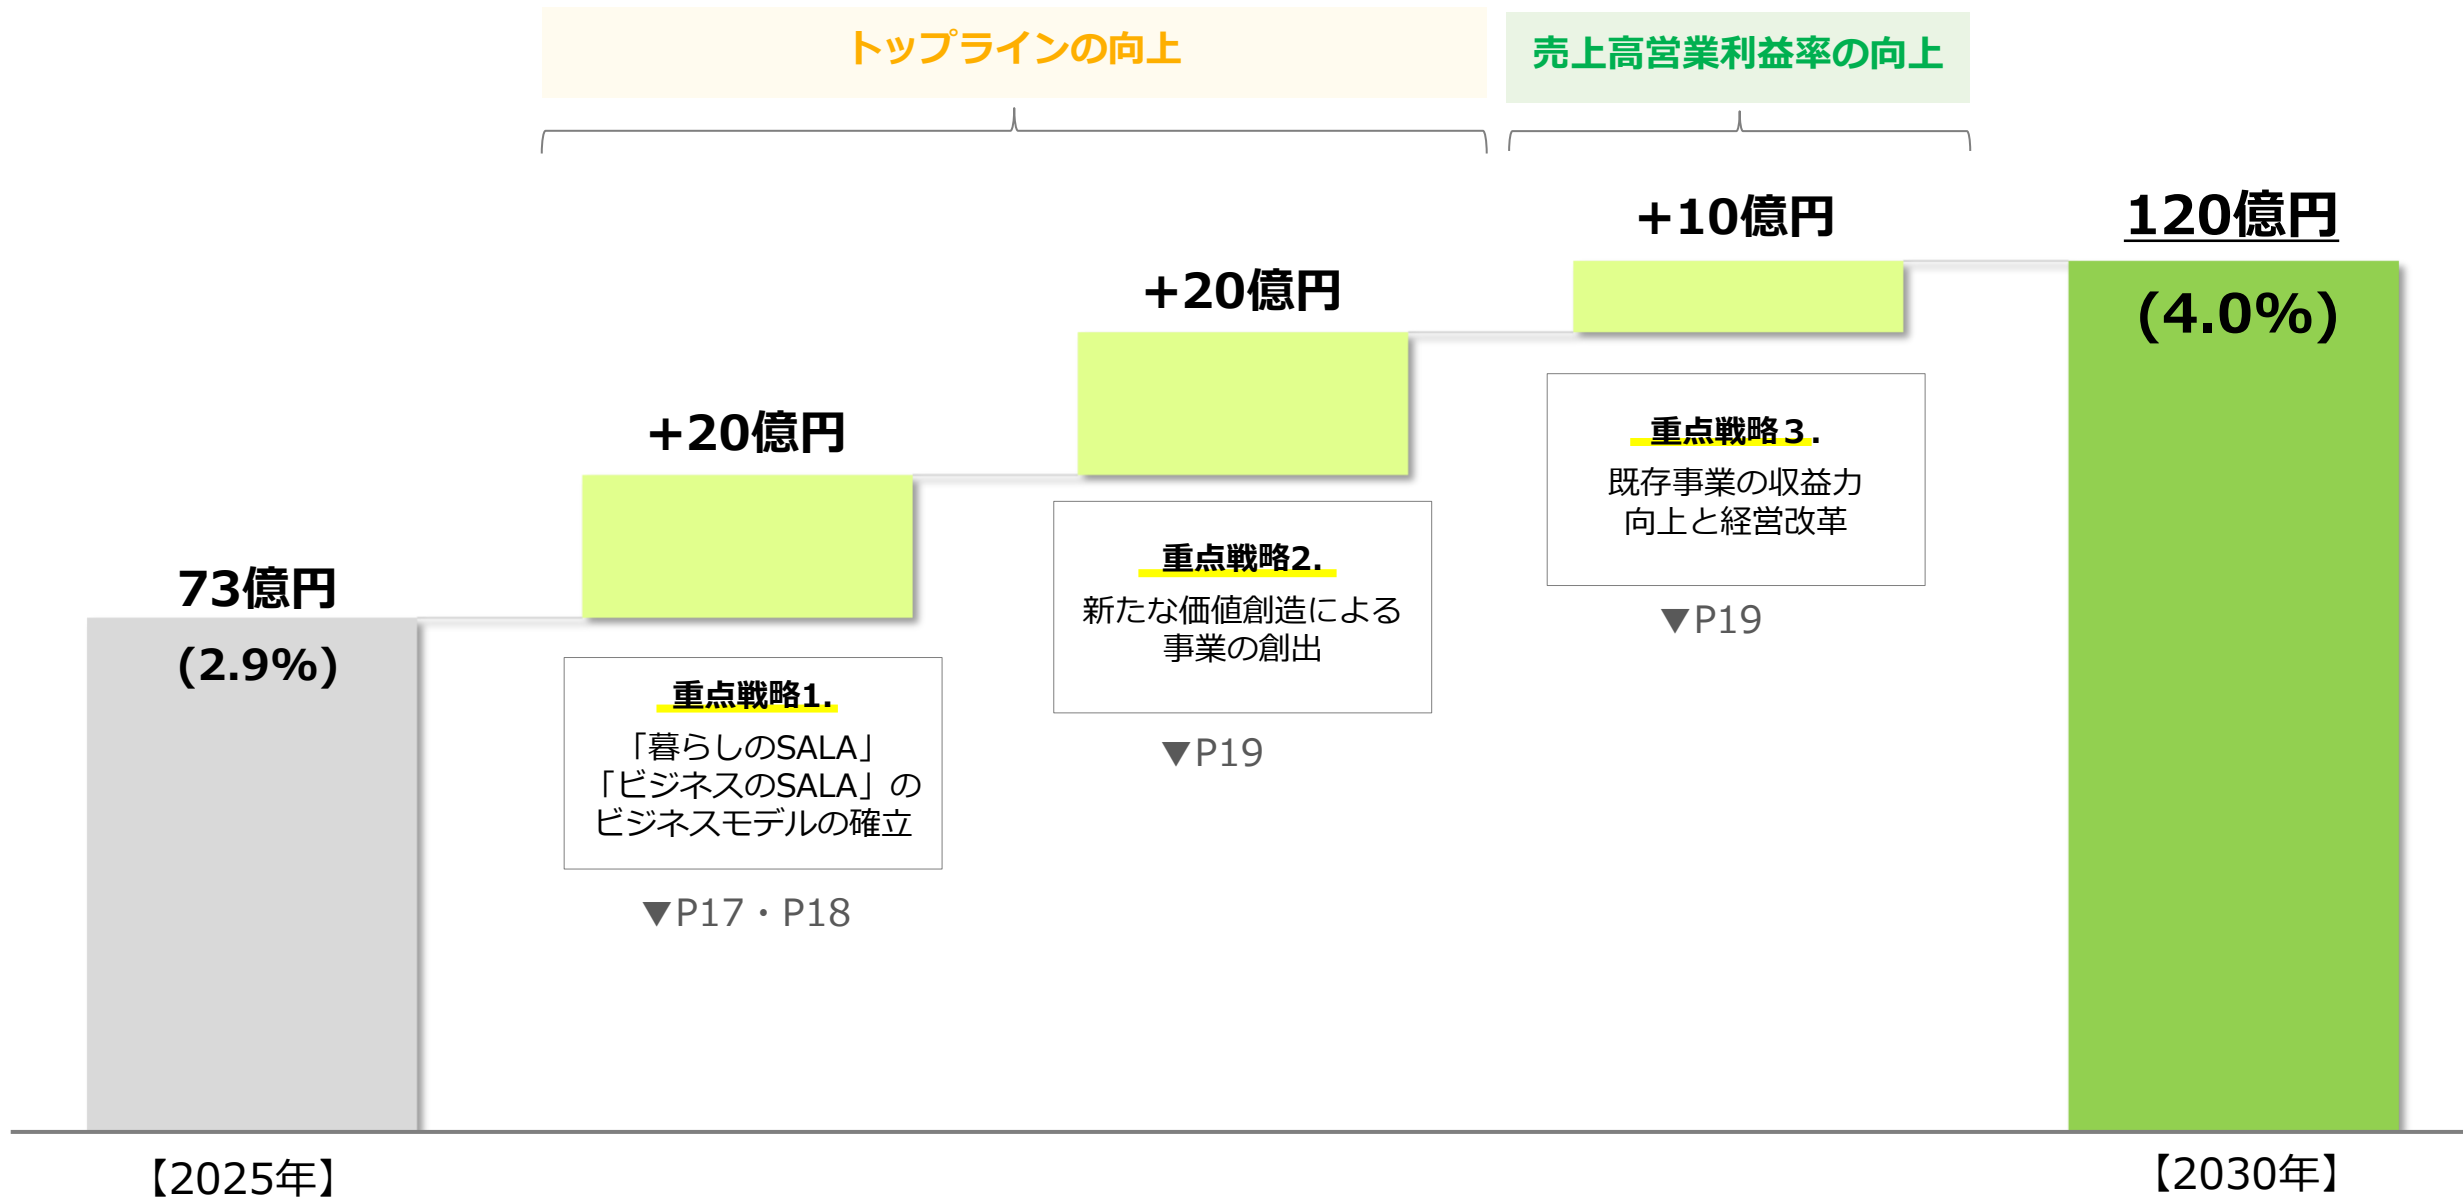 トップラインの向上
売上高営業利益率の向上
73億円
(2.9%)
+20億円
重点戦略1.
「暮らしのSALA」
「ビジネスのSALA」の
ビジネスモデルの確立
▼P17・P18
+20億円
重点戦略2.
新たな価値創造による
事業の創出
▼P19
+10億円
重点戦略３.
既存事業の収益力
向上と経営改革
▼P19
120億円
(4.0%)
【2025年】
【2030年】